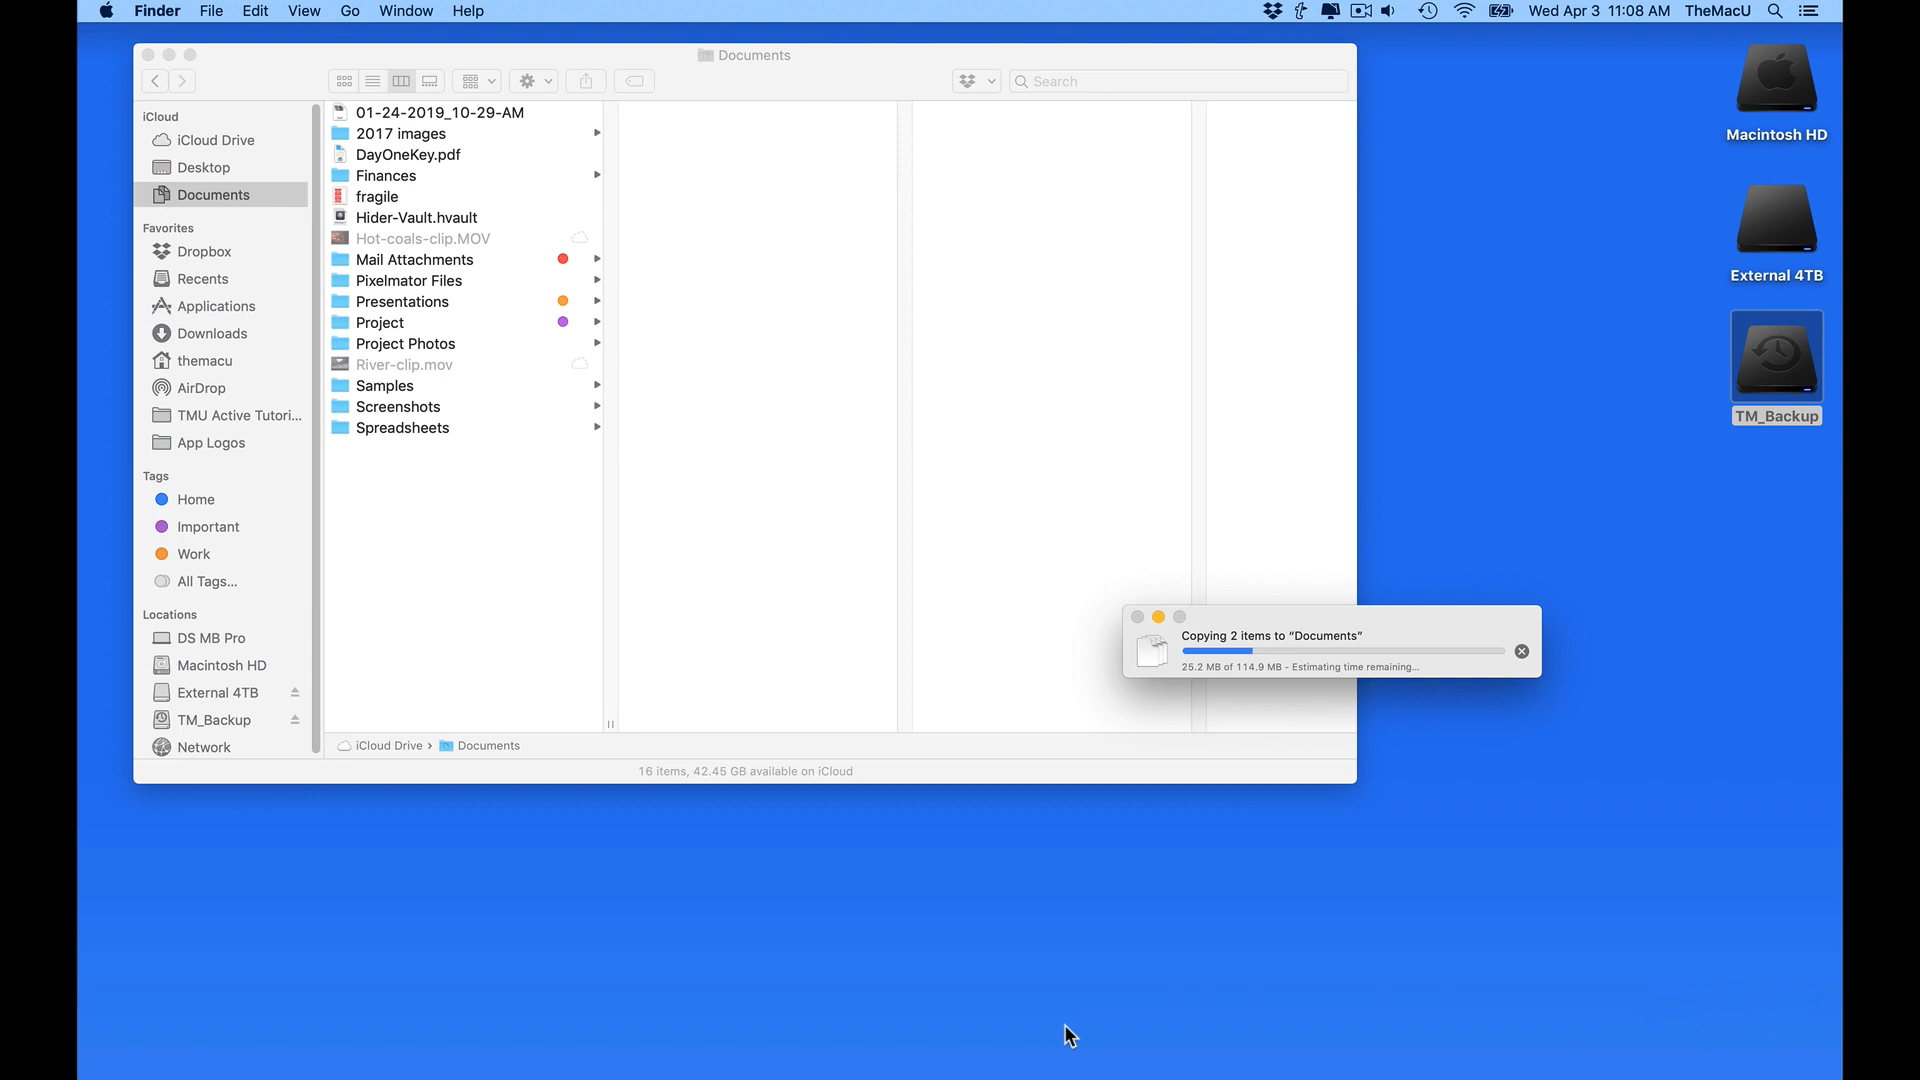 Finder File Edit View Go Window Help
Wed Apr 3 11:08 AM TheMacU
Documents
Search
iCloud
iCloud Drive
Desktop
Documents
Favorites
Dropbox
Recents
Applications
Downloads
themacu
AirDrop
TMU Active Tutori...
App Logos
Tags
Home
Important
Work
All Tags...
Locations
DS MB Pro
Macintosh HD
External 4TB
TM_Backup
Network
01-24-2019_10-29-AM
2017 images
DayOneKey.pdf
Finances
fragile
Hider-Vault.hvault
Hot-coals-clip.MOV
Mail Attachments
Pixelmator Files
Presentations
Project
Project Photos
River-clip.mov
Samples
Screenshots
Spreadsheets
iCloud Drive › Documents
16 items, 42.45 GB available on iCloud
Copying 2 items to “Documents”
25.2 MB of 114.9 MB - Estimating time remaining...
Macintosh HD
External 4TB
TM_Backup